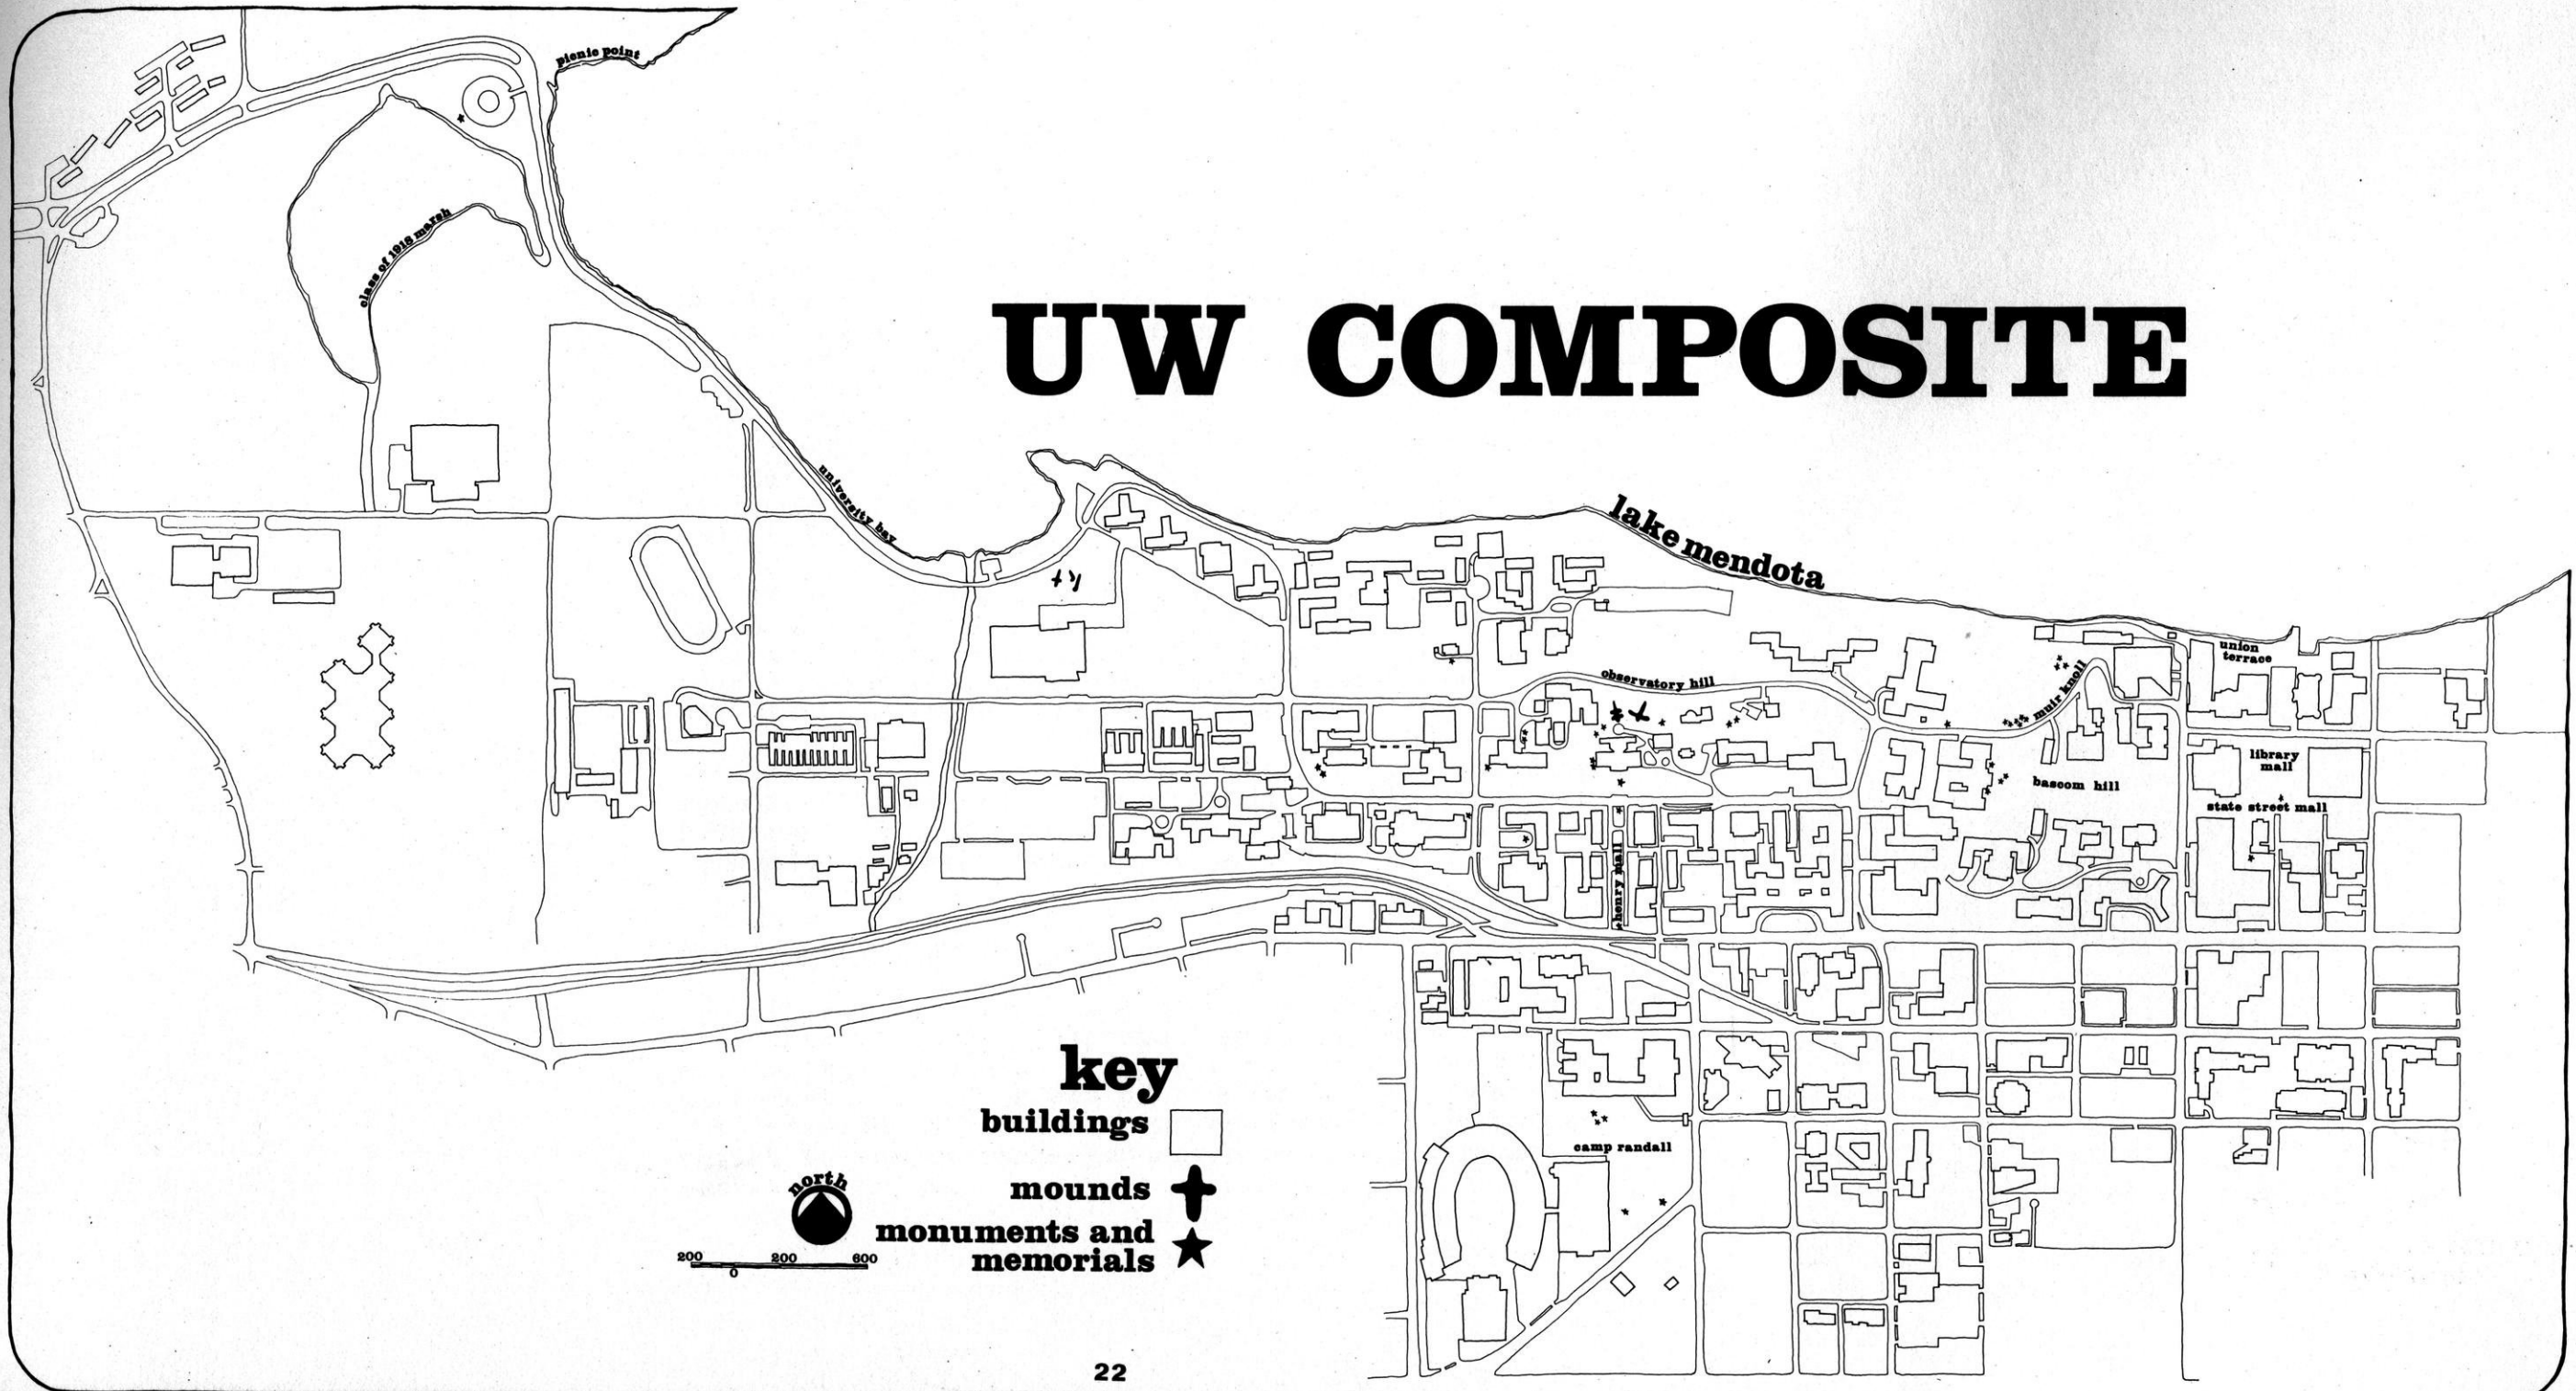 picnic point
class of 1918 marsh
UW COMPOSITE
university bay
lake mendota
union
terrace
observatory hill
muir knoll
library
mall
bascom hill
state street mall
henry mall
key
buildings
camp randall
north
mounds
monuments and
memorials
200 200 600
0
22